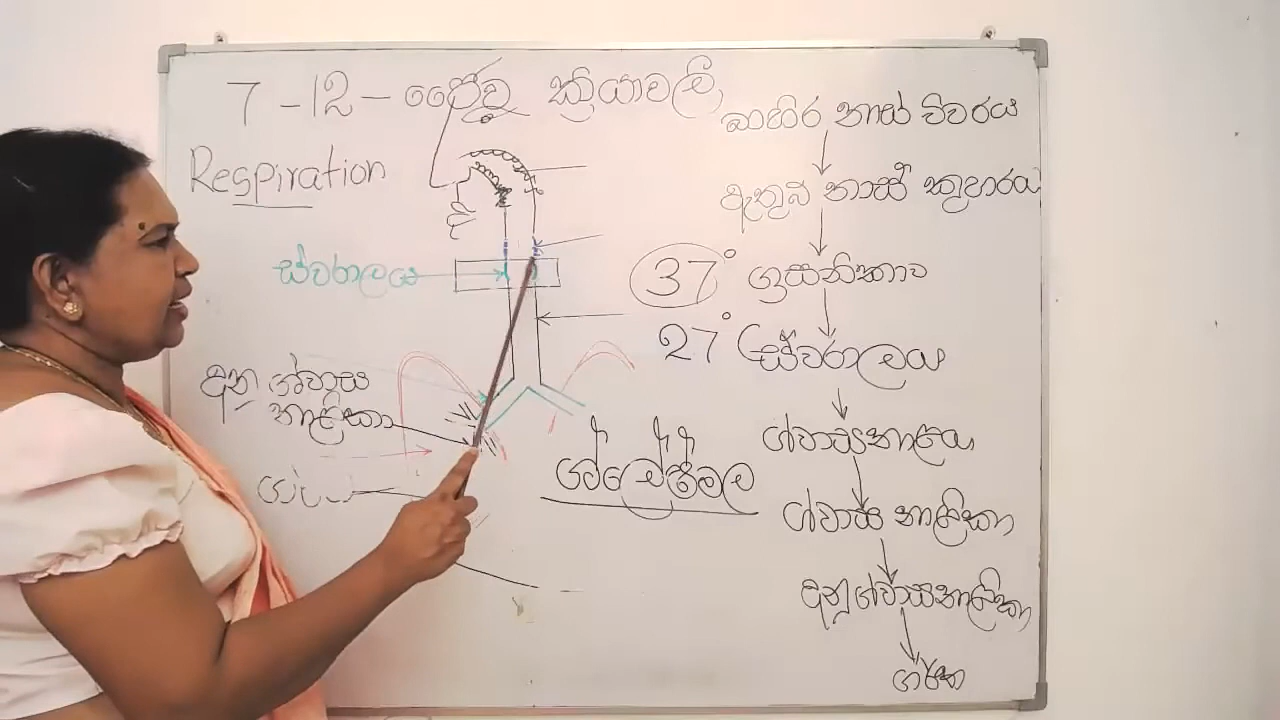 7 - 12 - ජෛව ක්‍රියාවලි
Respiration
ස්වරාලය
අනු ශ්වාස
නාලිකා
37°
27°
ශ්ලේෂ්මල
බාහිර නාස් විවරය
ඇතුළු නාස් කුහාරය
ග්‍රසනිකාව
ස්වරාලය
ශ්වාසනාලය
ශ්වාස නාලිකා
අනු ශ්වාසනාලිකා
ගර්ත